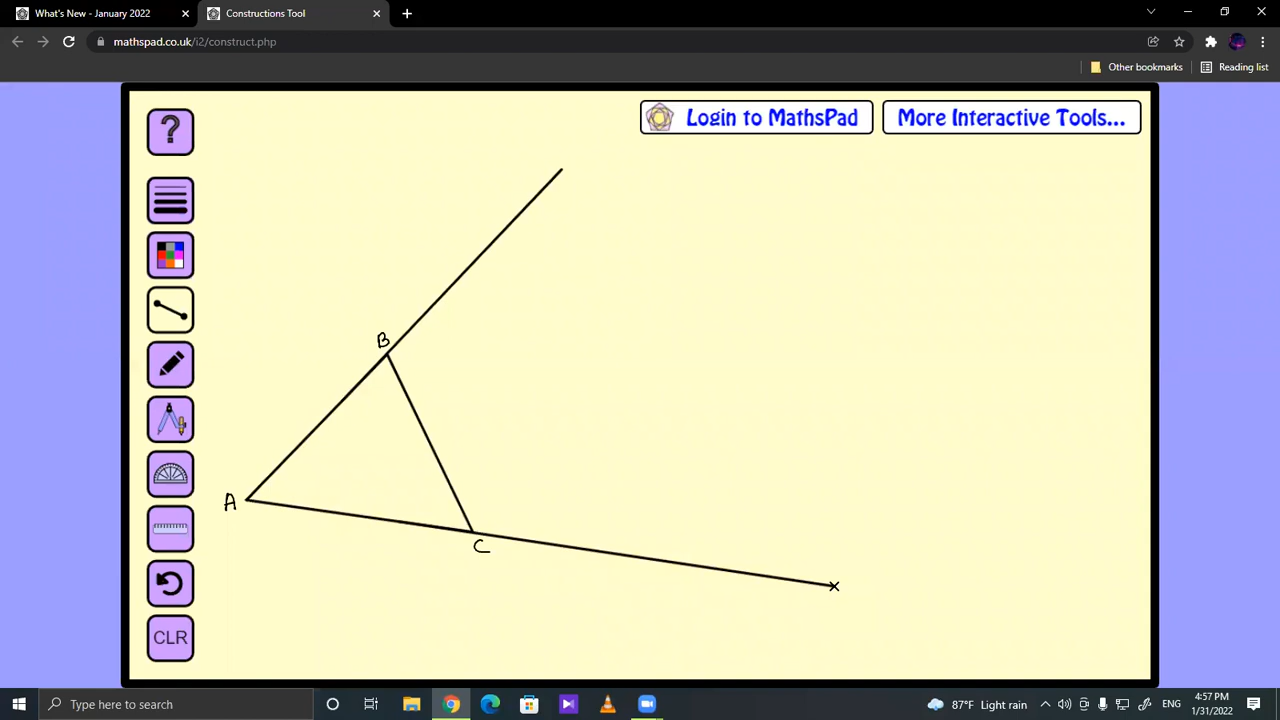 What's New - January 2022
Constructions Tool
mathspad.co.uk/i2/construct.php
Other bookmarks
Reading list
?
Login to MathsPad
More Interactive Tools...
B
A
C
CLR
Type here to search
87°F Light rain
ENG
4:57 PM
1/31/2022